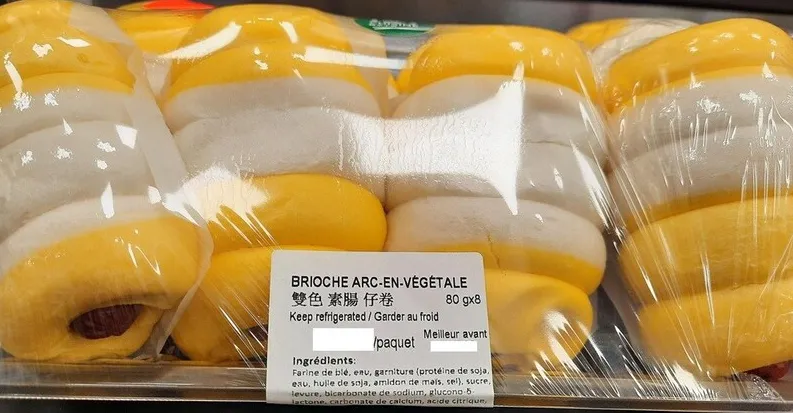 BRIOCHE ARC-EN-VÉGÉTALE
雙色 素腸 仔卷 80 gx8
Keep refrigerated / Garder au froid
/paquet Meilleur avant
Ingrédients:
Farine de blé, eau, garniture (protéine de soja,
eau, huile de soja, amidon de maïs, sel), sucre,
levure, bicarbonate de sodium, glucono-δ-
lactone, carbonate de calcium, acide citrique,